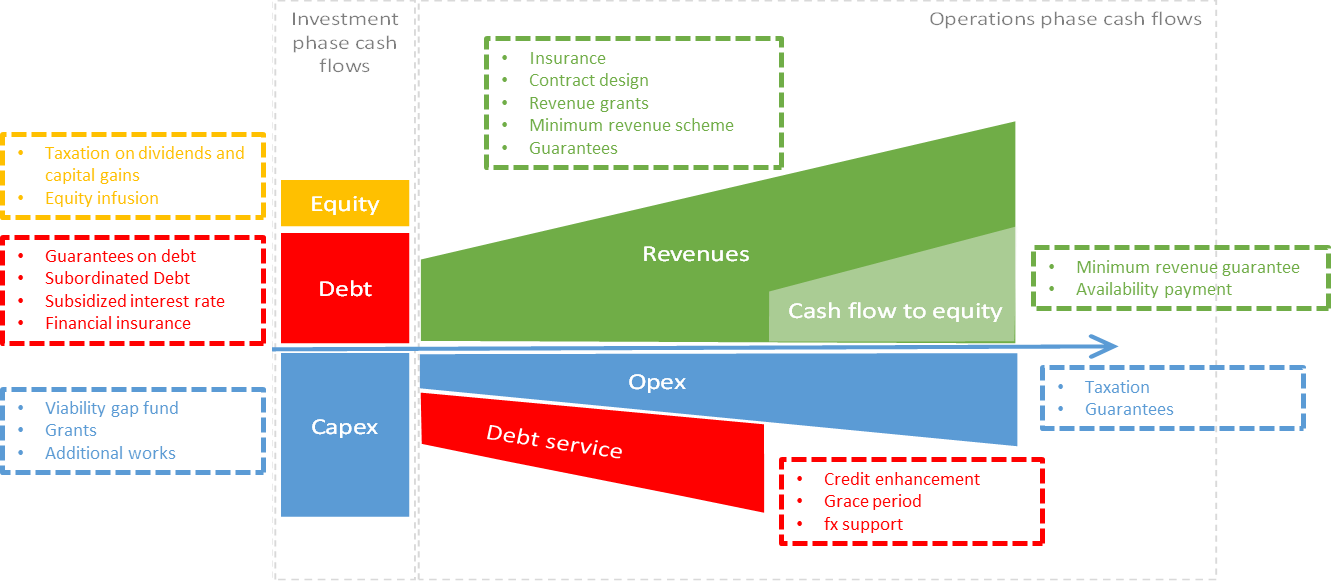 Investment
phase cash
flows
Operations phase cash flows
• Insurance
• Contract design
• Revenue grants
• Minimum revenue scheme
• Guarantees
• Taxation on dividends and
capital gains
• Equity infusion
Equity
• Guarantees on debt
• Subordinated Debt
• Subsidized interest rate
• Financial insurance
Debt
Revenues
Cash flow to equity
• Minimum revenue guarantee
• Availability payment
• Viability gap fund
• Grants
• Additional works
Capex
Opex
Debt service
• Taxation
• Guarantees
• Credit enhancement
• Grace period
• fx support